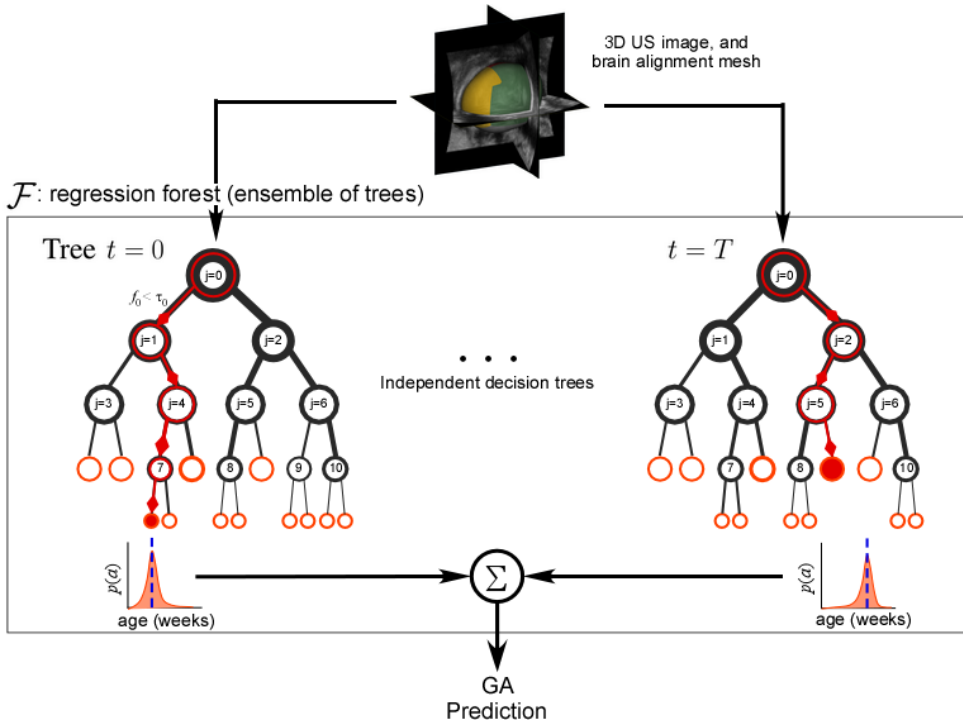 3D US image, and
brain alignment mesh
𝓕: regression forest (ensemble of trees)
Tree t = 0
t = T
j=0
j=0
f₀< τ₀
j=1
j=2
j=1
j=2
• • •
Independent decision trees
j=3
j=4
j=5
j=6
j=3
j=4
j=5
j=6
7
8
9
10
7
8
10
p(a)
age (weeks)
Σ
p(a)
age (weeks)
GA
Prediction